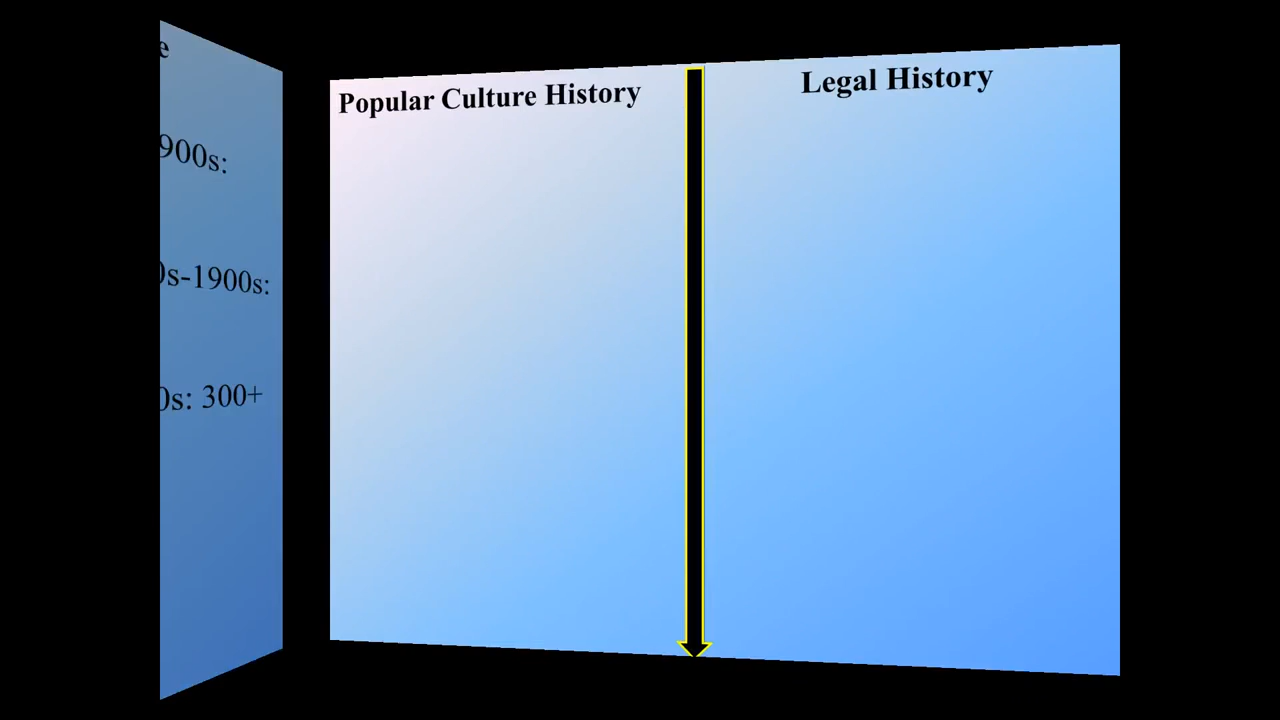 e
900s:
0s-1900s:
0s: 300+
Popular Culture History
Legal History